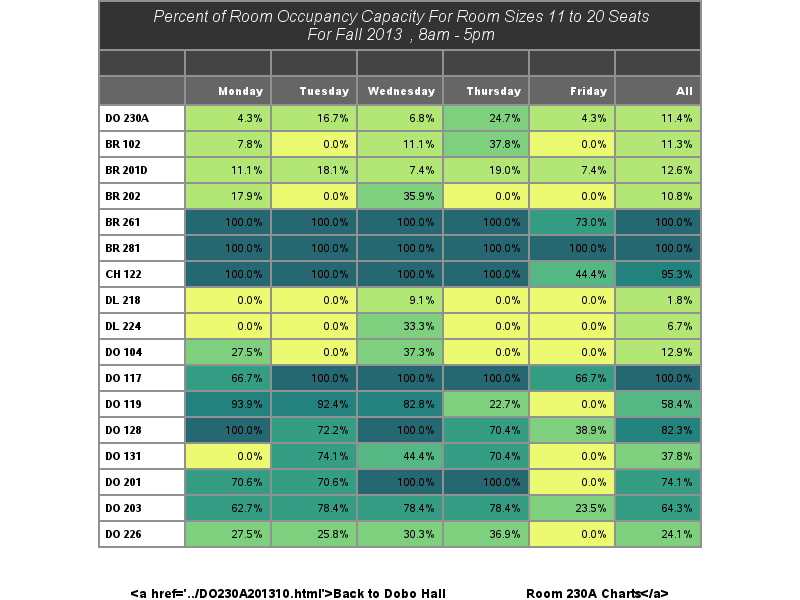 Percent of Room Occupancy Capacity For Room Sizes 11 to 20 Seats
For Fall 2013 , 8am - 5pm
Monday Tuesday Wednesday Thursday Friday All
DO 230A 4.3% 16.7% 6.8% 24.7% 4.3% 11.4%
BR 102 7.8% 0.0% 11.1% 37.8% 0.0% 11.3%
BR 201D 11.1% 18.1% 7.4% 19.0% 7.4% 12.6%
BR 202 17.9% 0.0% 35.9% 0.0% 0.0% 10.8%
BR 261 100.0% 100.0% 100.0% 100.0% 73.0% 100.0%
BR 281 100.0% 100.0% 100.0% 100.0% 100.0% 100.0%
CH 122 100.0% 100.0% 100.0% 100.0% 44.4% 95.3%
DL 218 0.0% 0.0% 9.1% 0.0% 0.0% 1.8%
DL 224 0.0% 0.0% 33.3% 0.0% 0.0% 6.7%
DO 104 27.5% 0.0% 37.3% 0.0% 0.0% 12.9%
DO 117 66.7% 100.0% 100.0% 100.0% 66.7% 100.0%
DO 119 93.9% 92.4% 82.8% 22.7% 0.0% 58.4%
DO 128 100.0% 72.2% 100.0% 70.4% 38.9% 82.3%
DO 131 0.0% 74.1% 44.4% 70.4% 0.0% 37.8%
DO 201 70.6% 70.6% 100.0% 100.0% 0.0% 74.1%
DO 203 62.7% 78.4% 78.4% 78.4% 23.5% 64.3%
DO 226 27.5% 25.8% 30.3% 36.9% 0.0% 24.1%
<a href='../DO230A201310.html'>Back to Dobo Hall Room 230A Charts</a>